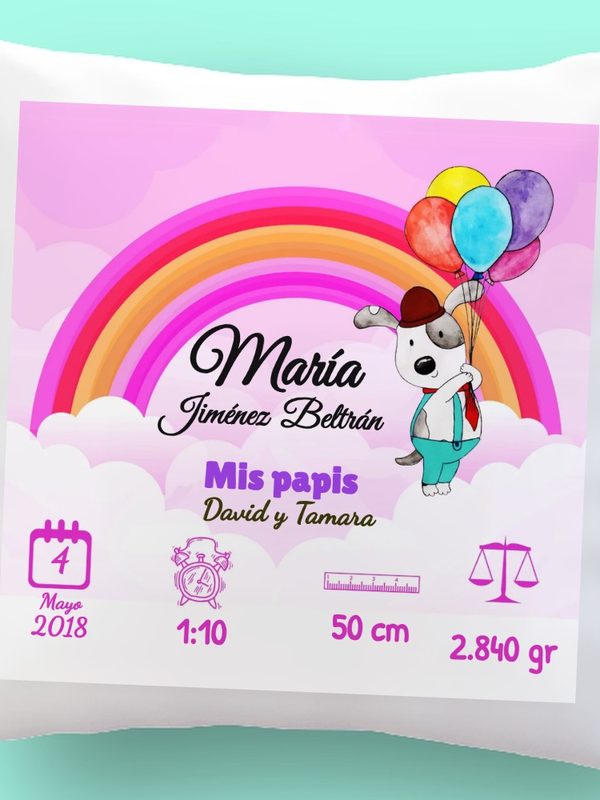 María
Jiménez Beltrán
Mis papis
David y Tamara
4
Mayo
2018
1:10
50 cm
2.840 gr